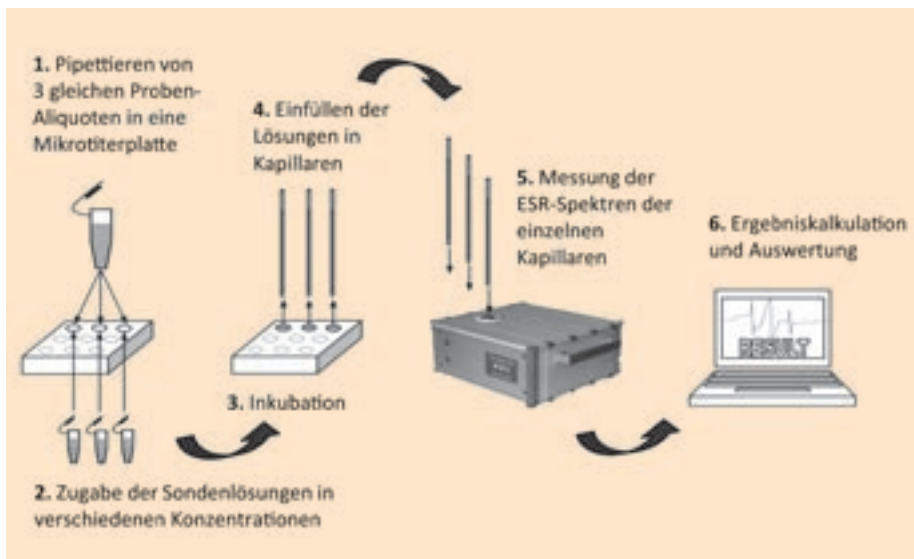 1. Pipettieren von
3 gleichen Proben-
Aliquoten in eine
Mikrotiterplatte
2. Zugabe der Sondenlösungen in
verschiedenen Konzentrationen
3. Inkubation
4. Einfüllen der
Lösungen in
Kapillaren
5. Messung der
ESR-Spektren der
einzelnen
Kapillaren
6. Ergebniskalkulation
und Auswertung
RESULT